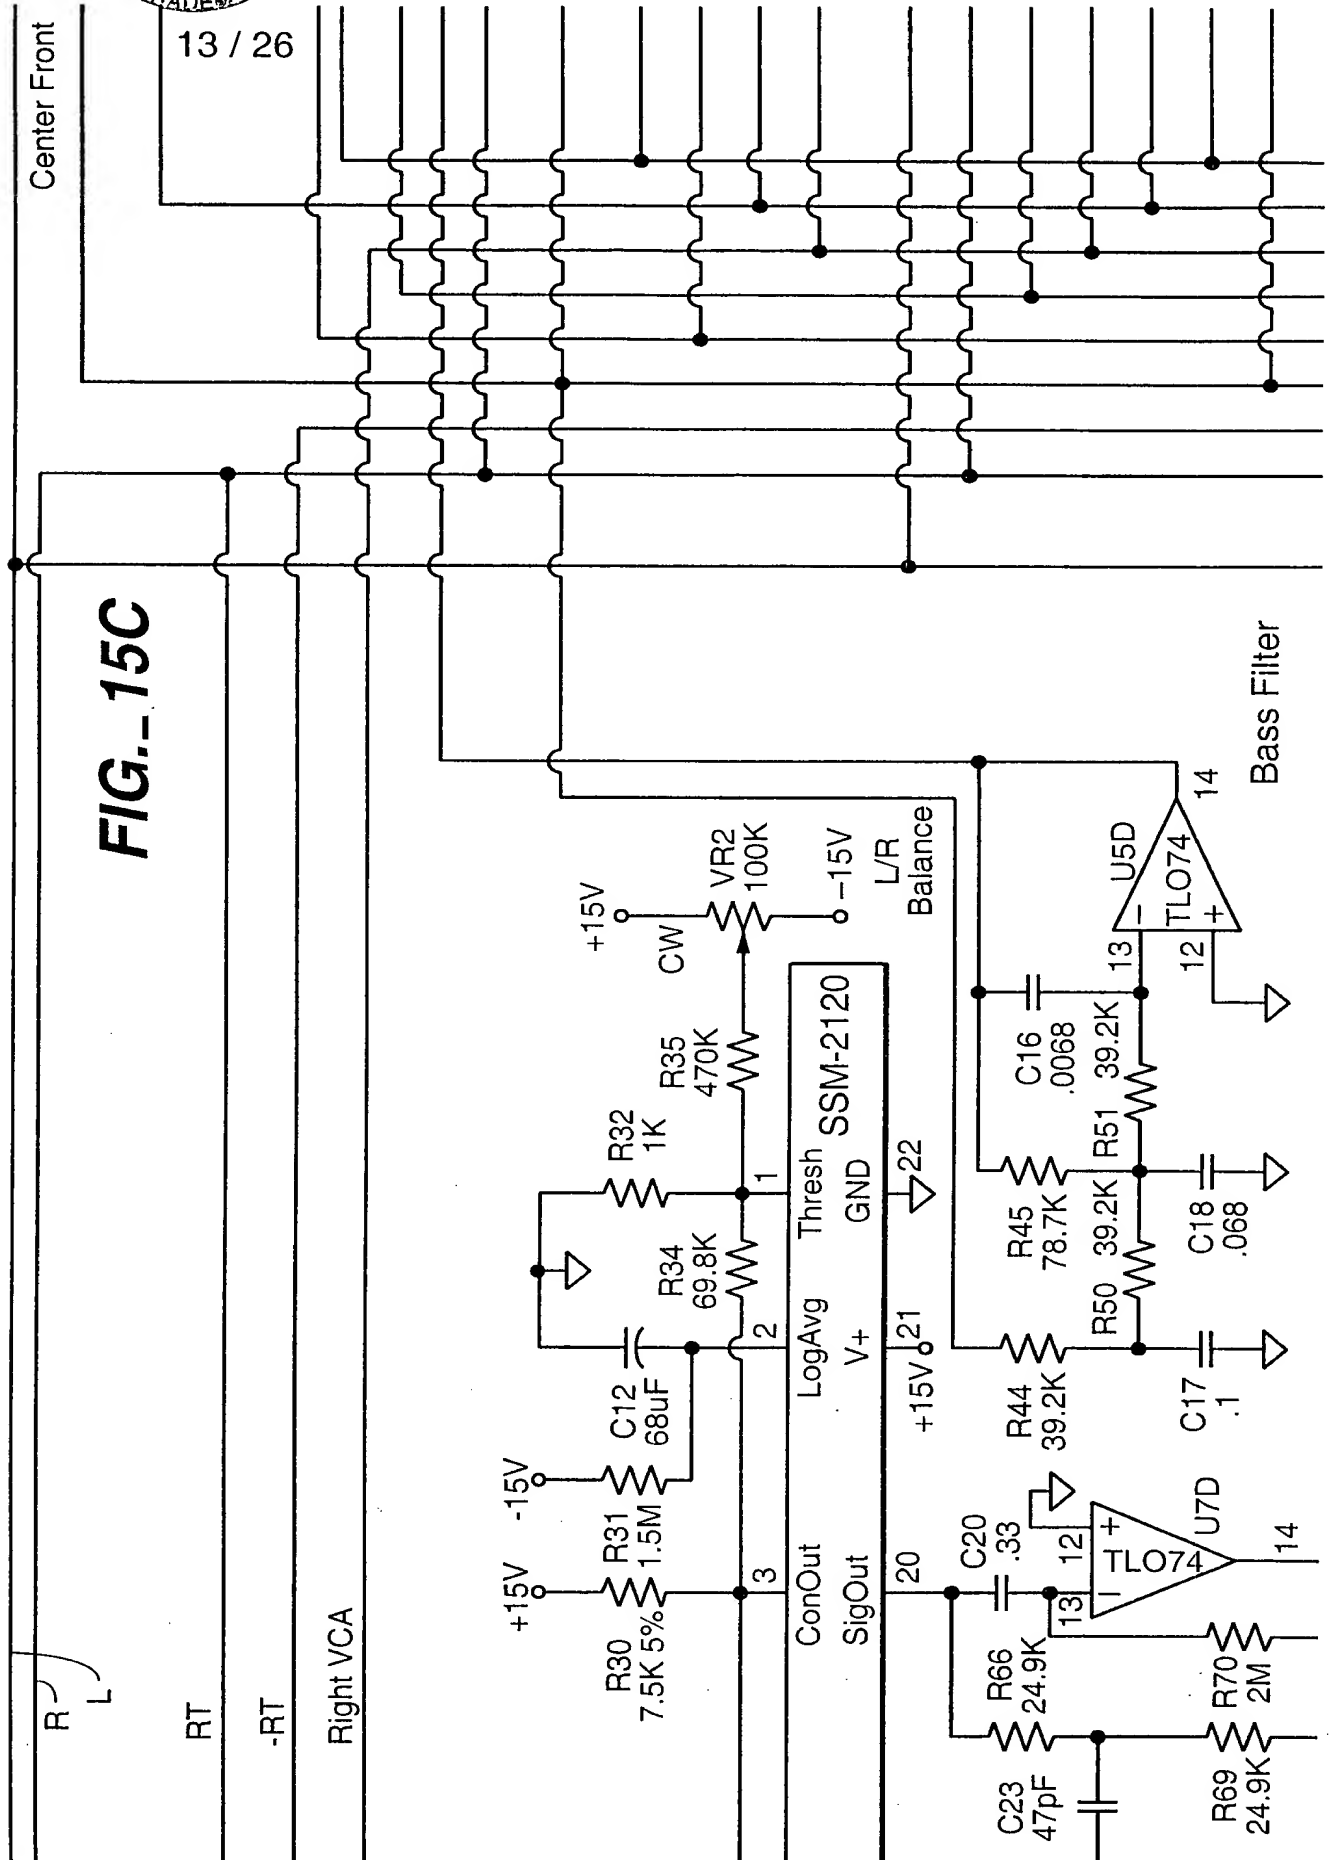 13 / 26
Center Front
FIG._15C
R
L
RT
-RT
Right VCA
+15V
R30
7.5K 5%
-15V
R31
1.5M
C12
68uF
R32
1K
R34
69.8K
R35
470K
+15V
CW
VR2
100K
–15V
L/R
Balance
3
2
1
ConOut
LogAvg
Thresh
SSM-2120
SigOut
V+
GND
20
21
22
+15V
C20
.33
12
+
–
13
TLO74
U7D
14
R66
24.9K
C23
47pF
R70
2M
R69
24.9K
R44
39.2K
R45
78.7K
C16
.0068
R50
39.2K
R51
39.2K
C17
.1
C18
.068
13
12
–
+
U5D
TLO74
14
Bass Filter